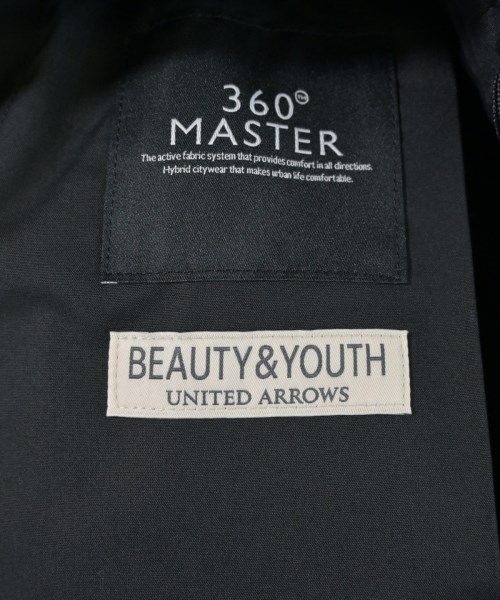 360°™
MASTER
The active fabric system that provides comfort in all directions.
Hybrid citywear that makes urban life comfortable.
BEAUTY&YOUTH
UNITED ARROWS